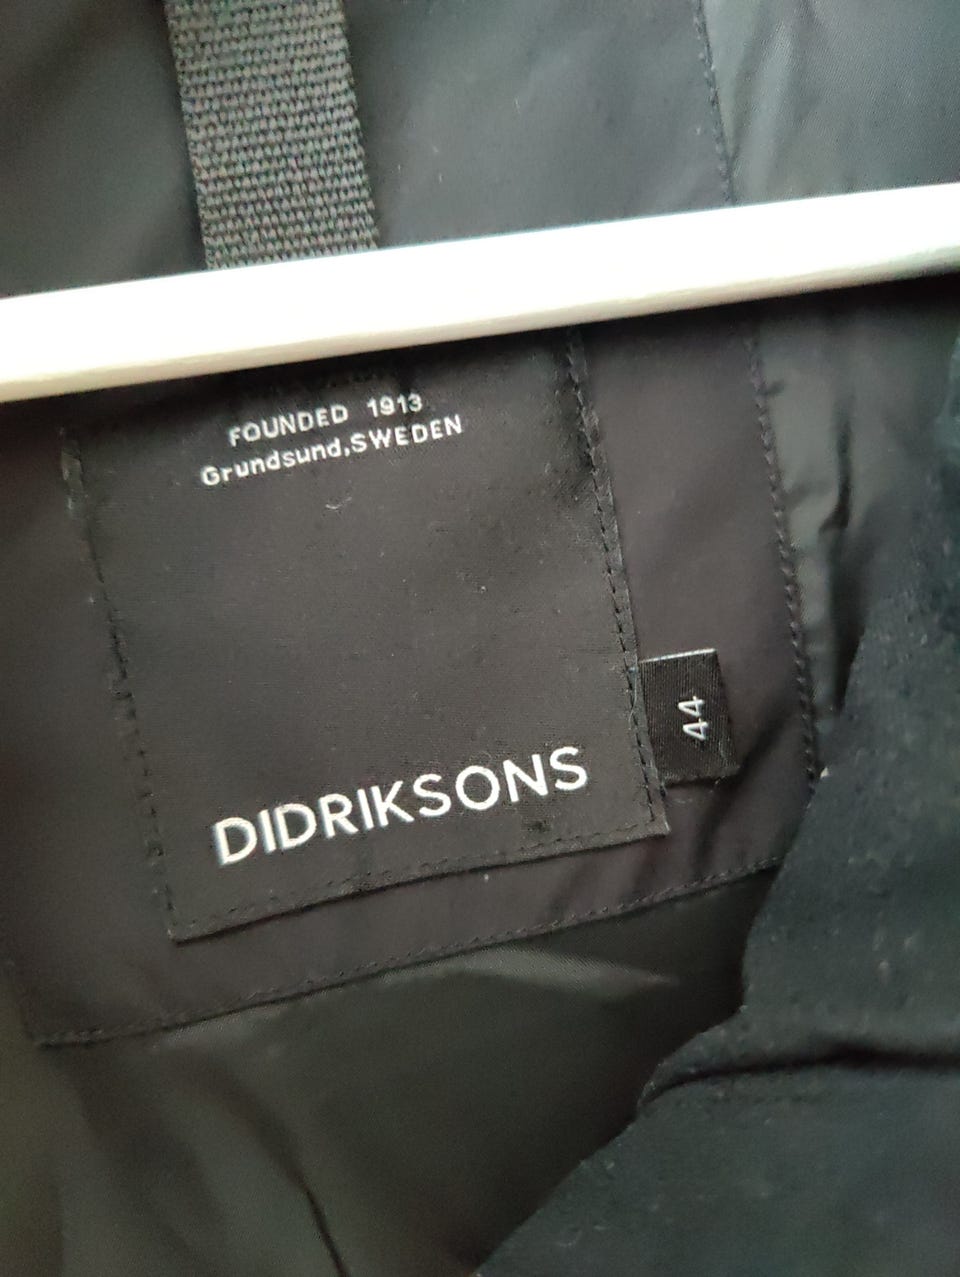 FOUNDED 1913
Grundsund,SWEDEN
44
DIDRIKSONS